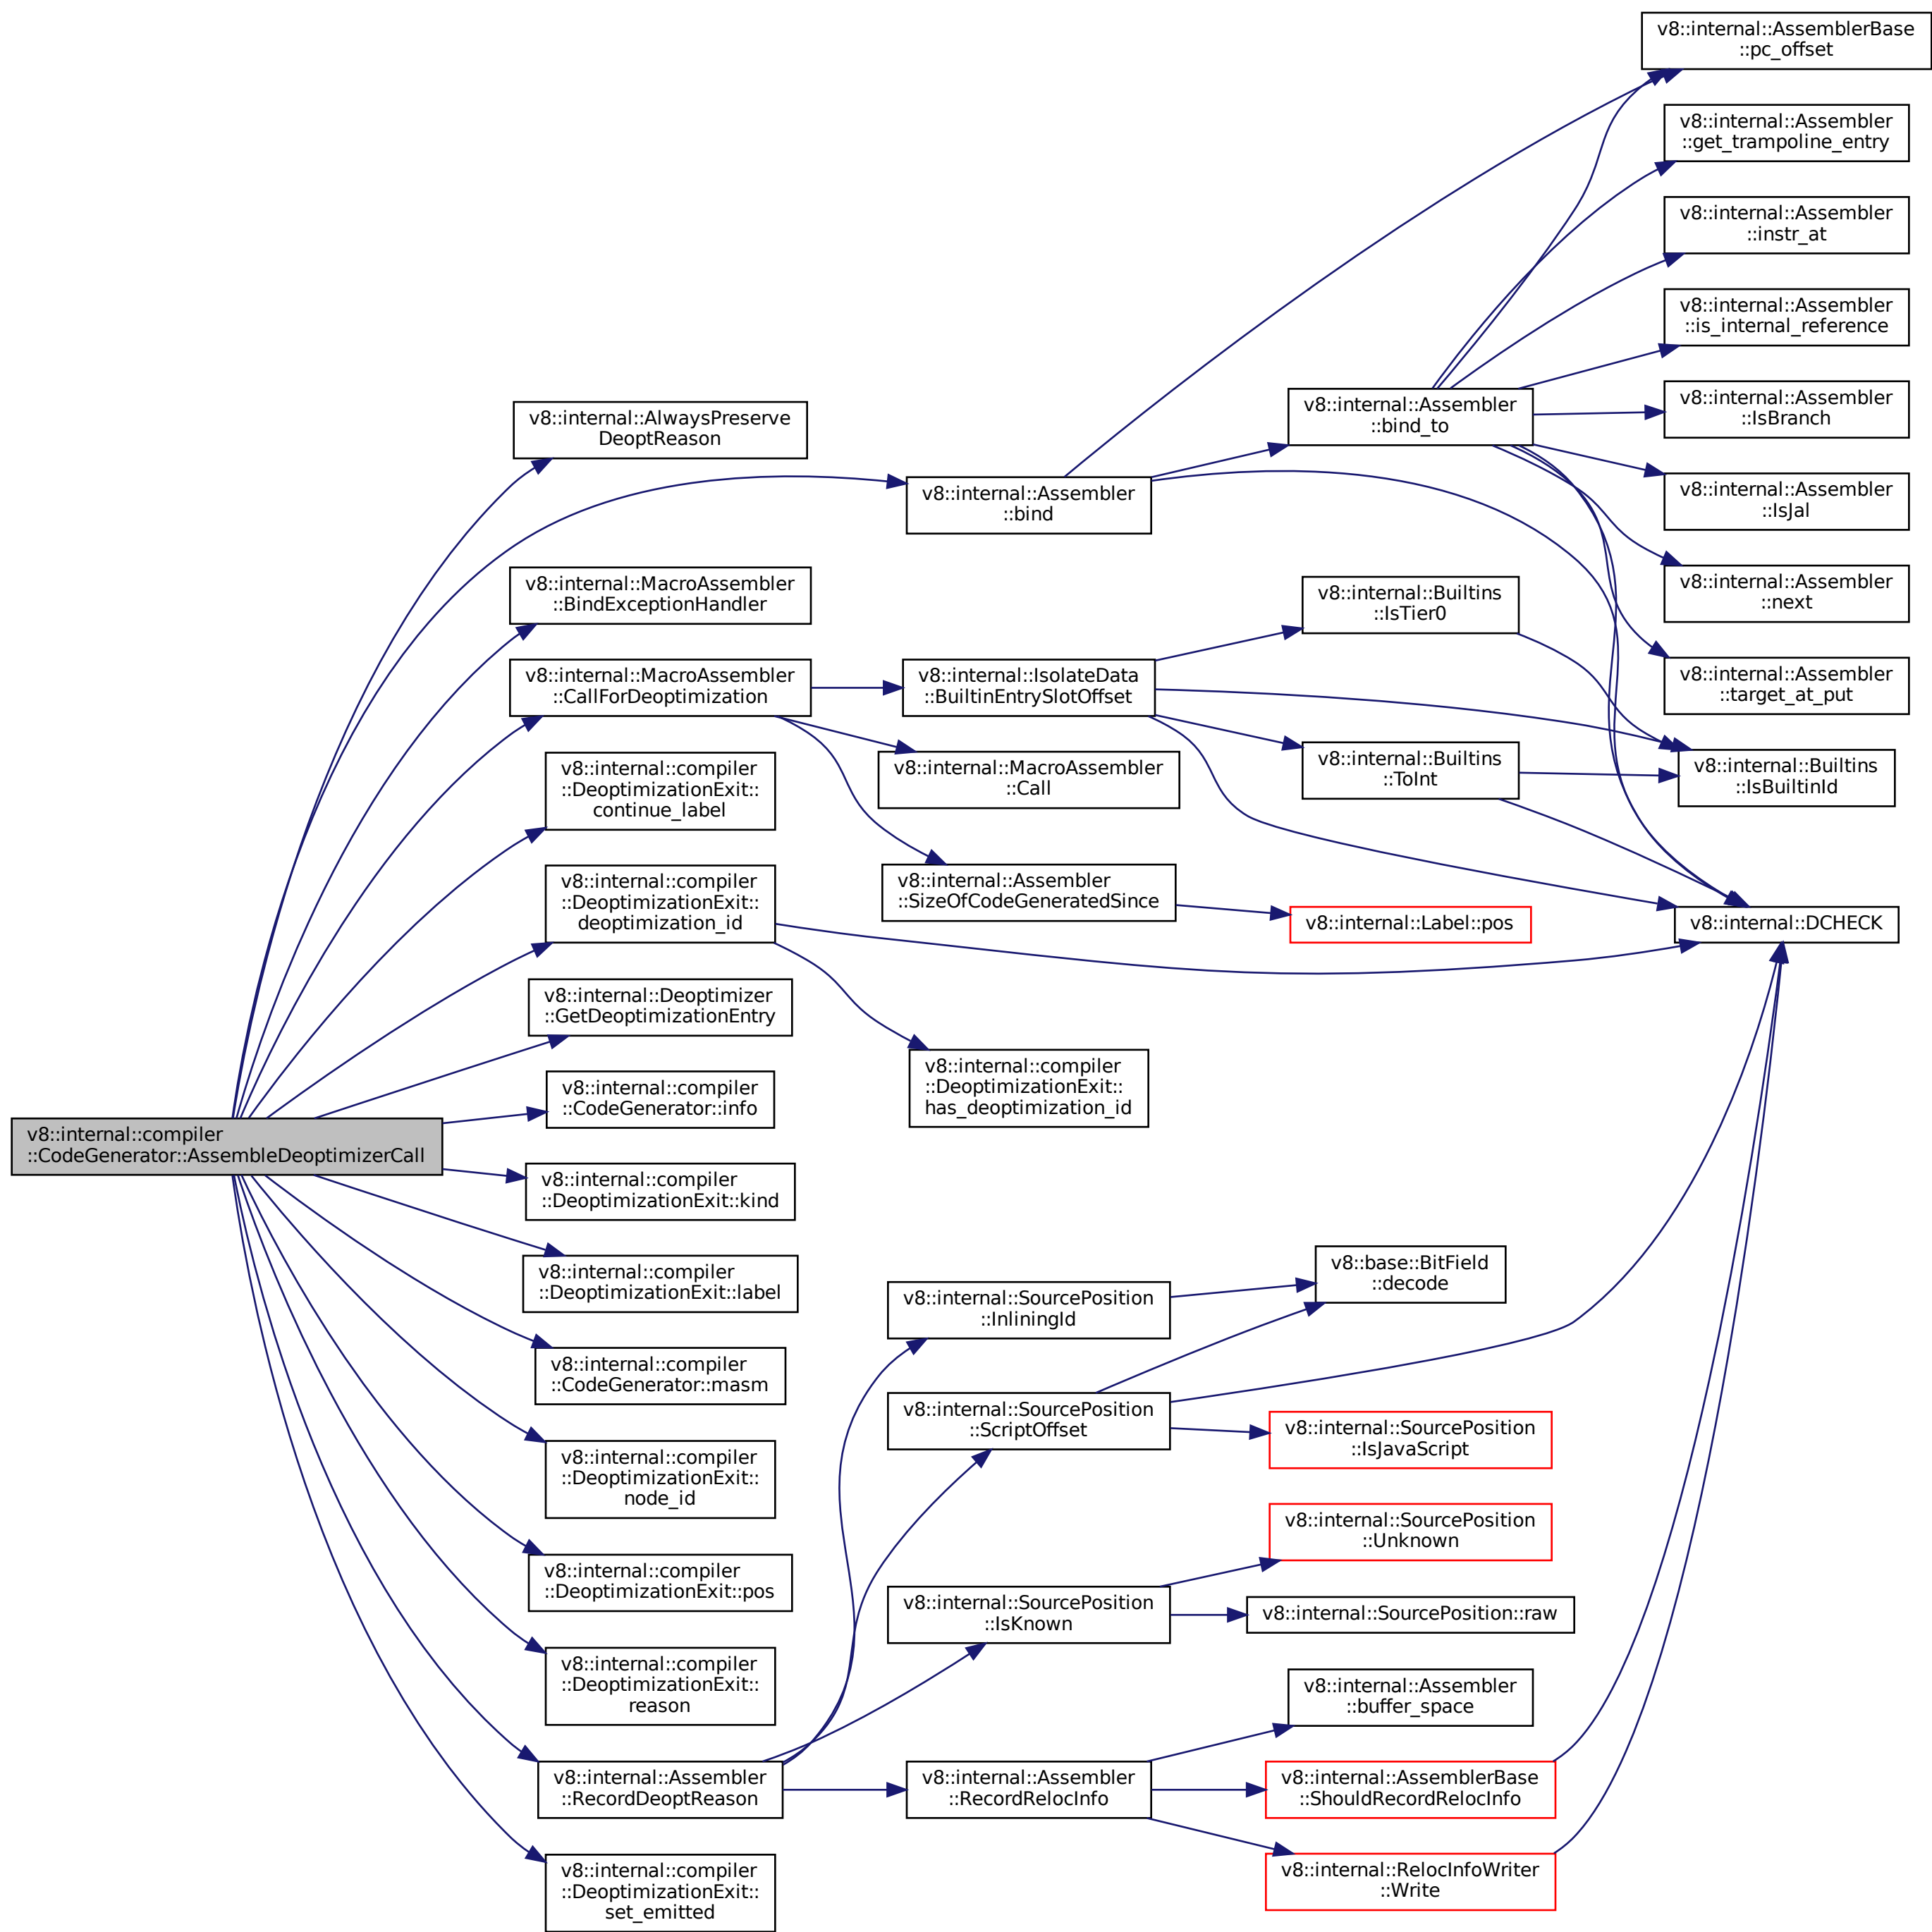 v8::internal::compiler
::CodeGenerator::AssembleDeoptimizerCall
v8::internal::AlwaysPreserve
DeoptReason
v8::internal::MacroAssembler
::BindExceptionHandler
v8::internal::MacroAssembler
::CallForDeoptimization
v8::internal::compiler
::DeoptimizationExit::
continue_label
v8::internal::compiler
::DeoptimizationExit::
deoptimization_id
v8::internal::Deoptimizer
::GetDeoptimizationEntry
v8::internal::compiler
::CodeGenerator::info
v8::internal::compiler
::DeoptimizationExit::kind
v8::internal::compiler
::DeoptimizationExit::label
v8::internal::compiler
::CodeGenerator::masm
v8::internal::compiler
::DeoptimizationExit::
node_id
v8::internal::compiler
::DeoptimizationExit::pos
v8::internal::compiler
::DeoptimizationExit::
reason
v8::internal::Assembler
::RecordDeoptReason
v8::internal::compiler
::DeoptimizationExit::
set_emitted
v8::internal::Assembler
::bind
v8::internal::IsolateData
::BuiltinEntrySlotOffset
v8::internal::MacroAssembler
::Call
v8::internal::Assembler
::SizeOfCodeGeneratedSince
v8::internal::compiler
::DeoptimizationExit::
has_deoptimization_id
v8::internal::SourcePosition
::InliningId
v8::internal::SourcePosition
::ScriptOffset
v8::internal::SourcePosition
::IsKnown
v8::internal::Assembler
::RecordRelocInfo
v8::internal::Assembler
::bind_to
v8::internal::Builtins
::IsTier0
v8::internal::Builtins
::ToInt
v8::internal::Label::pos
v8::base::BitField
::decode
v8::internal::SourcePosition
::IsJavaScript
v8::internal::SourcePosition
::Unknown
v8::internal::SourcePosition::raw
v8::internal::Assembler
::buffer_space
v8::internal::AssemblerBase
::ShouldRecordRelocInfo
v8::internal::RelocInfoWriter
::Write
v8::internal::AssemblerBase
::pc_offset
v8::internal::Assembler
::get_trampoline_entry
v8::internal::Assembler
::instr_at
v8::internal::Assembler
::is_internal_reference
v8::internal::Assembler
::IsBranch
v8::internal::Assembler
::IsJal
v8::internal::Assembler
::next
v8::internal::Assembler
::target_at_put
v8::internal::Builtins
::IsBuiltinId
v8::internal::DCHECK